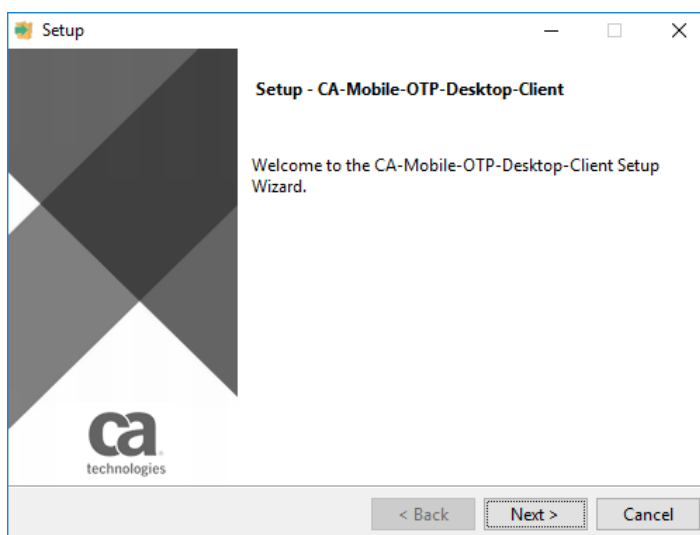 Setup
Setup - CA-Mobile-OTP-Desktop-Client
Welcome to the CA-Mobile-OTP-Desktop-Client Setup
Wizard.
ca
technologies
< Back
Next >
Cancel